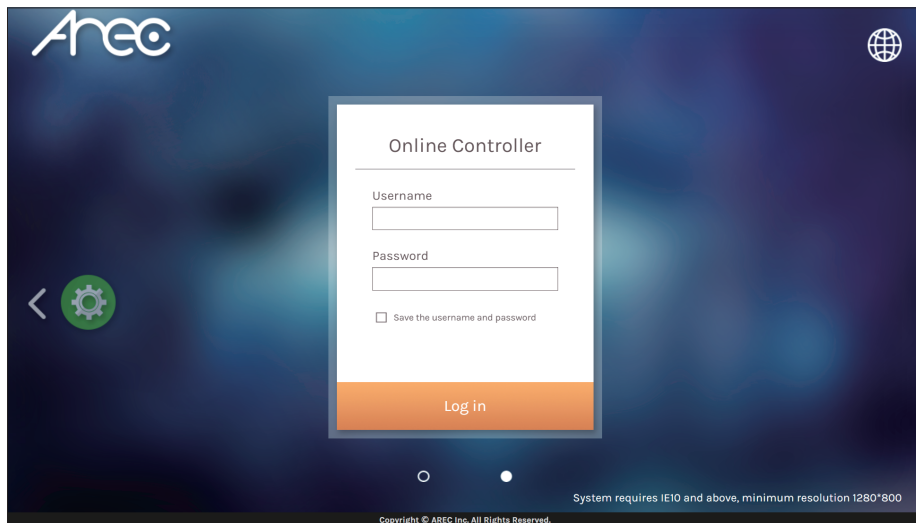 Arec
Online Controller
Username
Password
Save the username and password
Log in
System requires IE10 and above, minimum resolution 1280*800
Copyright © AREC Inc. All Rights Reserved.